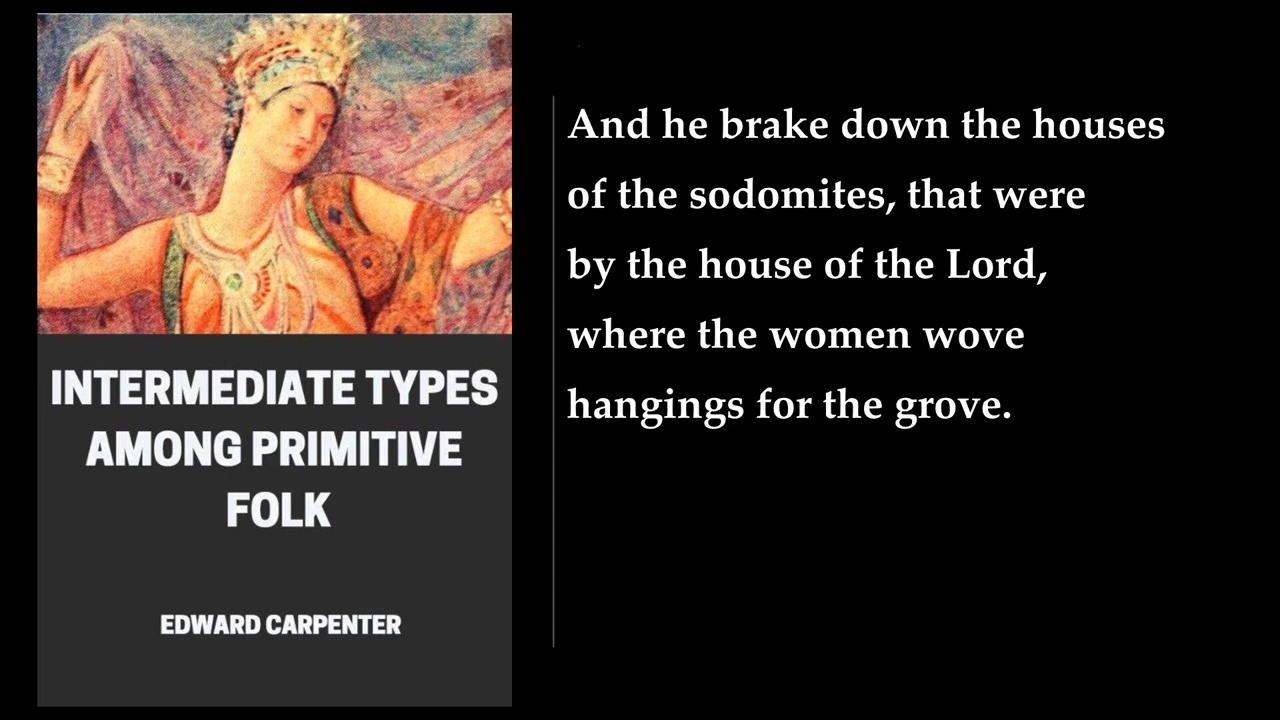 INTERMEDIATE TYPES
AMONG PRIMITIVE
FOLK
EDWARD CARPENTER
And he brake down the houses
of the sodomites, that were
by the house of the Lord,
where the women wove
hangings for the grove.